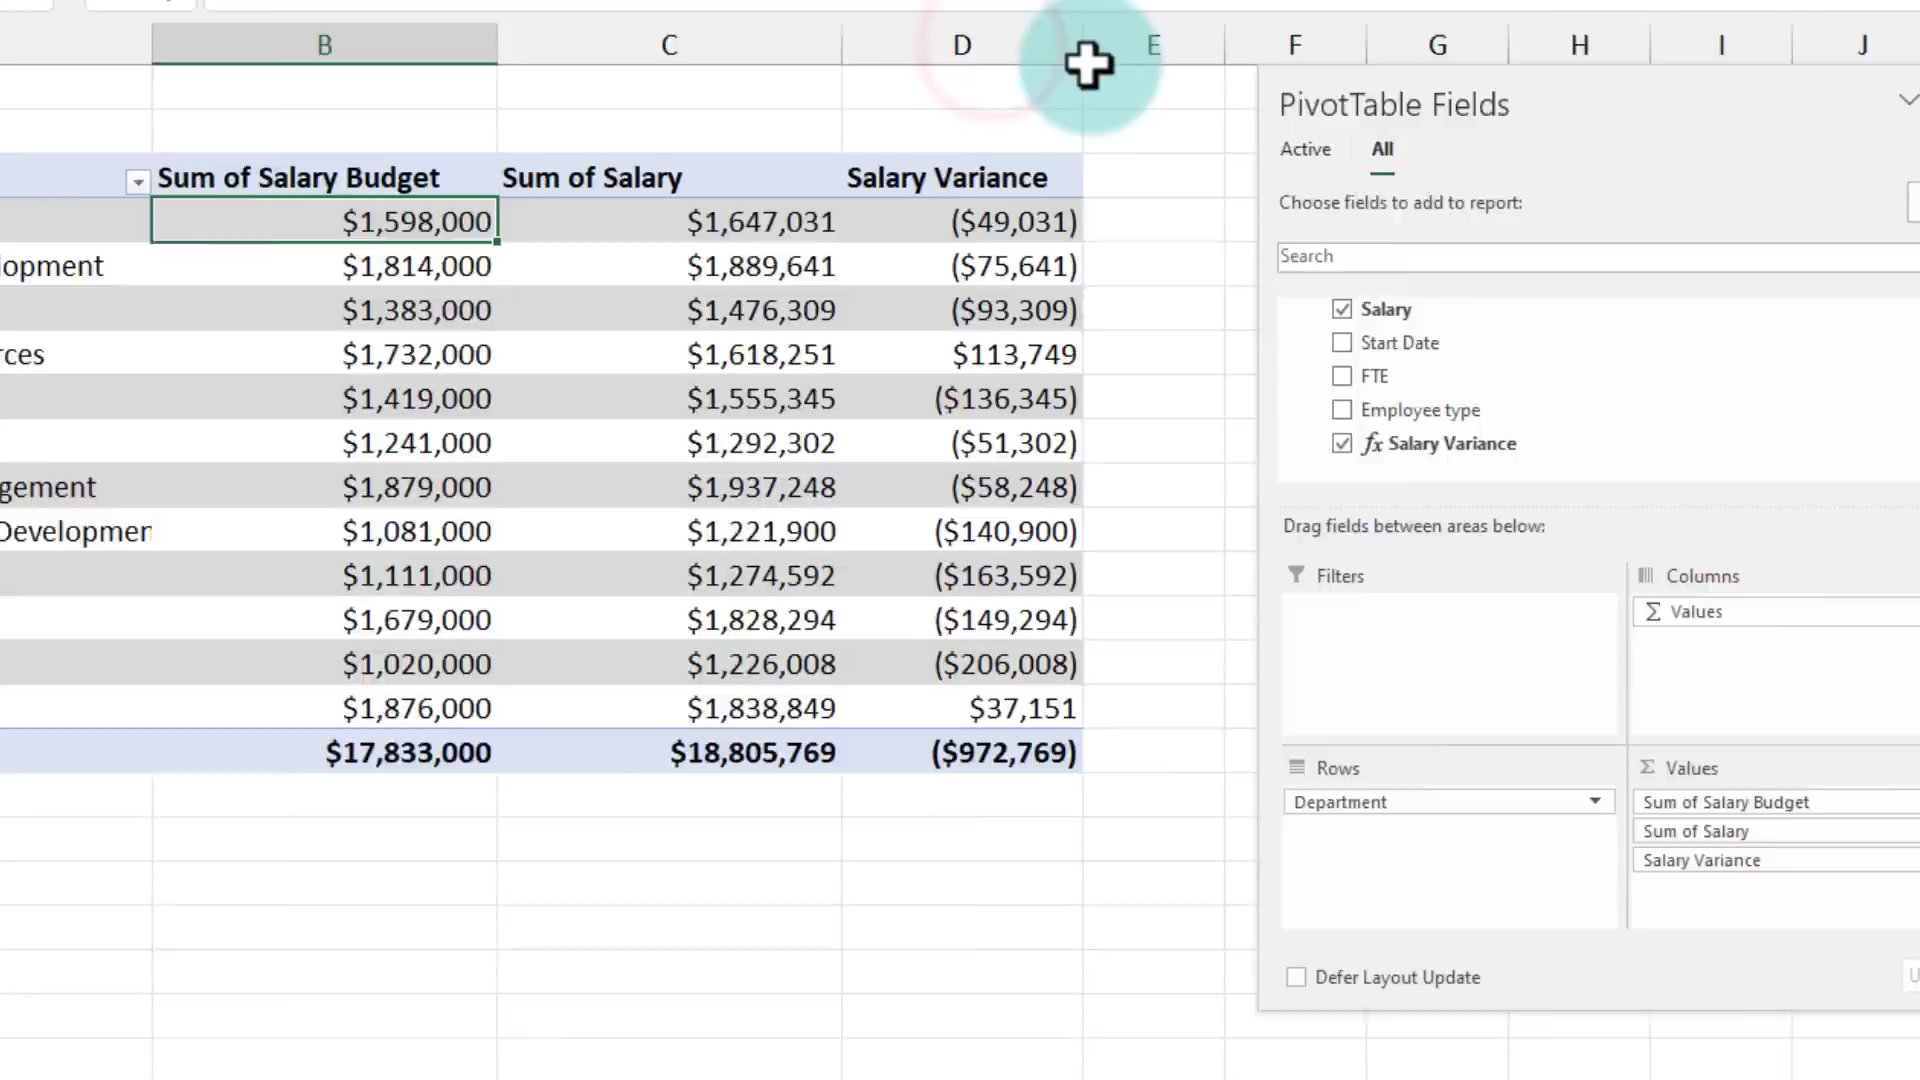 B C D E F G H I J
PivotTable Fields
Active All
Choose fields to add to report:
Search
Salary
Start Date
FTE
Employee type
fx Salary Variance
Drag fields between areas below:
Filters
Columns
Σ Values
Rows
Department
Σ Values
Sum of Salary Budget
Sum of Salary
Salary Variance
Defer Layout Update
U
Sum of Salary Budget Sum of Salary Salary Variance
$1,598,000 $1,647,031 ($49,031)
lopment $1,814,000 $1,889,641 ($75,641)
$1,383,000 $1,476,309 ($93,309)
rces $1,732,000 $1,618,251 $113,749
$1,419,000 $1,555,345 ($136,345)
$1,241,000 $1,292,302 ($51,302)
gement $1,879,000 $1,937,248 ($58,248)
Developmen $1,081,000 $1,221,900 ($140,900)
$1,111,000 $1,274,592 ($163,592)
$1,679,000 $1,828,294 ($149,294)
$1,020,000 $1,226,008 ($206,008)
$1,876,000 $1,838,849 $37,151
$17,833,000 $18,805,769 ($972,769)